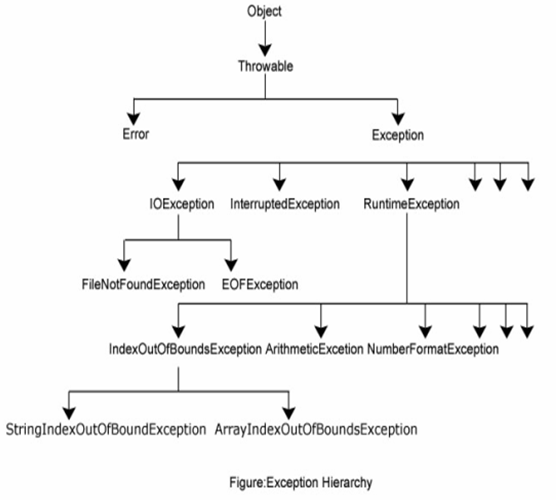 Object
Throwable
Error Exception
IOException InterruptedException RuntimeException
FileNotFoundException EOFException
IndexOutOfBoundsException ArithmeticExcetion NumberFormatException
StringIndexOutOfBoundException ArrayIndexOutOfBoundsException
Figure:Exception Hierarchy